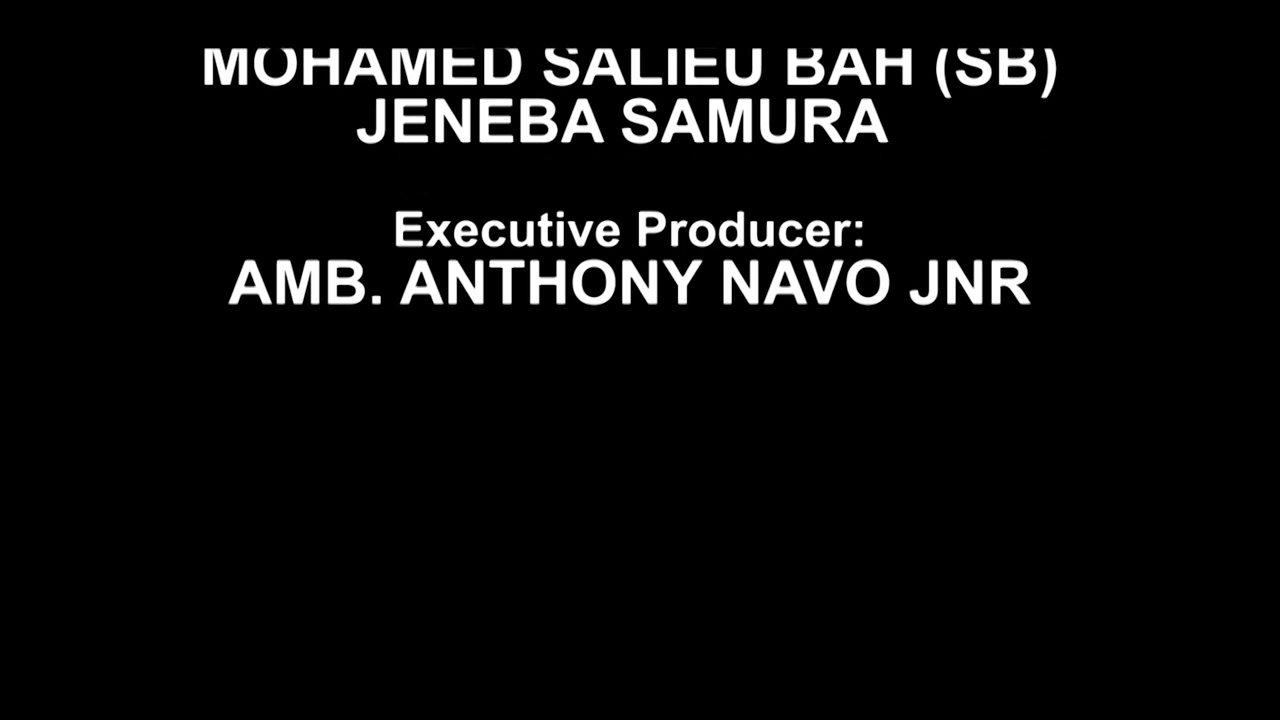 MOHAMED SALIEU BAH (SB)
JENEBA SAMURA
Executive Producer:
AMB. ANTHONY NAVO JNR